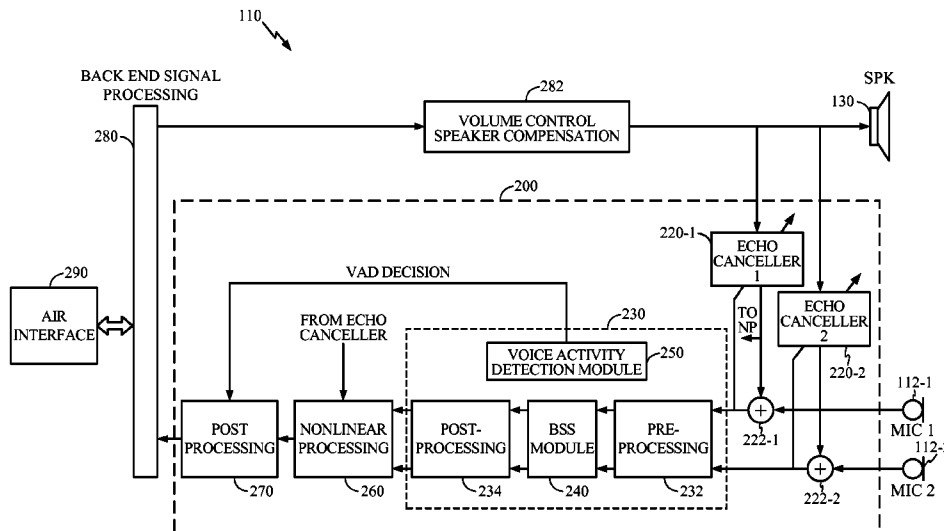 110
BACK END SIGNAL
PROCESSING
280
282
VOLUME CONTROL
SPEAKER COMPENSATION
SPK
130
200
220-1
ECHO
CANCELLER
1
290
AIR
INTERFACE
VAD DECISION
FROM ECHO
CANCELLER
230
TO
NP
ECHO
CANCELLER
2
220-2
VOICE ACTIVITY
DETECTION MODULE
250
112-1
MIC 1
POST
PROCESSING
270
NONLINEAR
PROCESSING
260
POST-
PROCESSING
234
BSS
MODULE
240
PRE-
PROCESSING
232
+
222-1
+
222-2
MIC 2